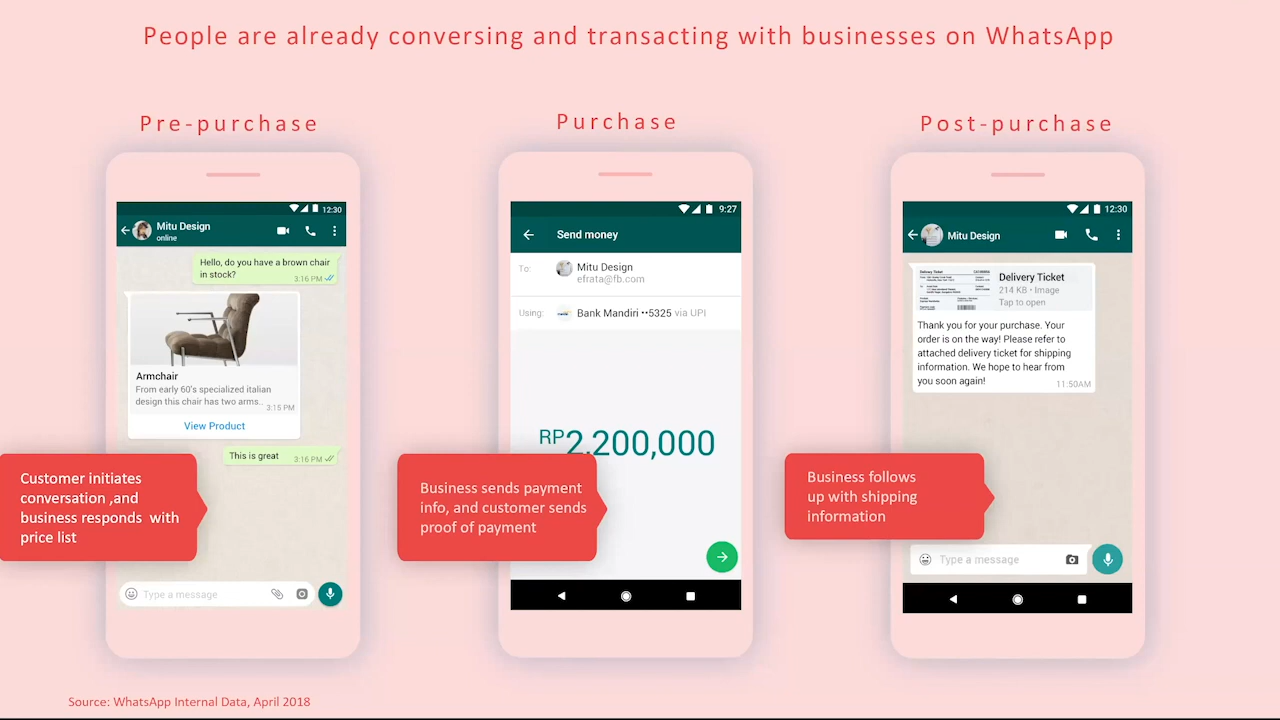 People are already conversing and transacting with businesses on WhatsApp
Pre-purchase
12:30
Mitu Design
online
Hello, do you have a brown chair
in stock?
3:16 PM
Armchair
From early 60's specialized italian
design this chair has two arms..
3:15 PM
View Product
This is great
3:16 PM
Customer initiates
conversation ,and
business responds with
price list
Type a message
Purchase
9:27
Send money
To:
Mitu Design
efrata@fb.com
Using:
Bank Mandiri ••5325 via UPI
RP2,200,000
Business sends payment
info, and customer sends
proof of payment
Post-purchase
12:30
Mitu Design
Delivery Ticket
214 KB · Image
Tap to open
Thank you for your purchase. Your
order is on the way! Please refer to
attached delivery ticket for shipping
information. We hope to hear from
you soon again!
11:50AM
Business follows
up with shipping
information
Type a message
Source: WhatsApp Internal Data, April 2018